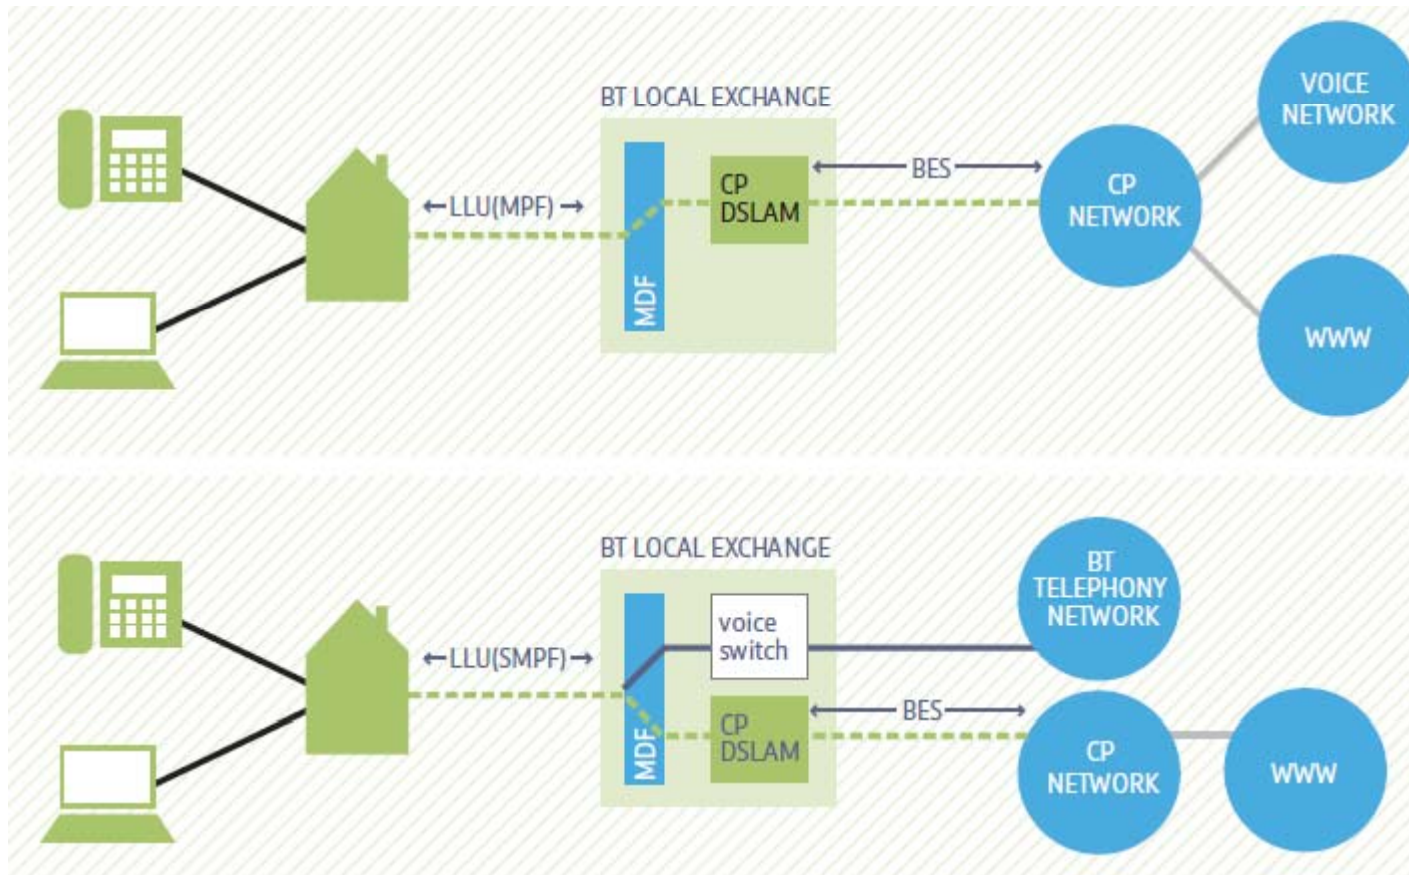 BT LOCAL EXCHANGE
VOICE
NETWORK
CP
DSLAM
BES
CP
NETWORK
LLU(MPF)
MDF
WWW
BT LOCAL EXCHANGE
BT
TELEPHONY
NETWORK
voice
switch
LLU(SMPF)
BES
CP
DSLAM
MDF
CP
NETWORK
WWW